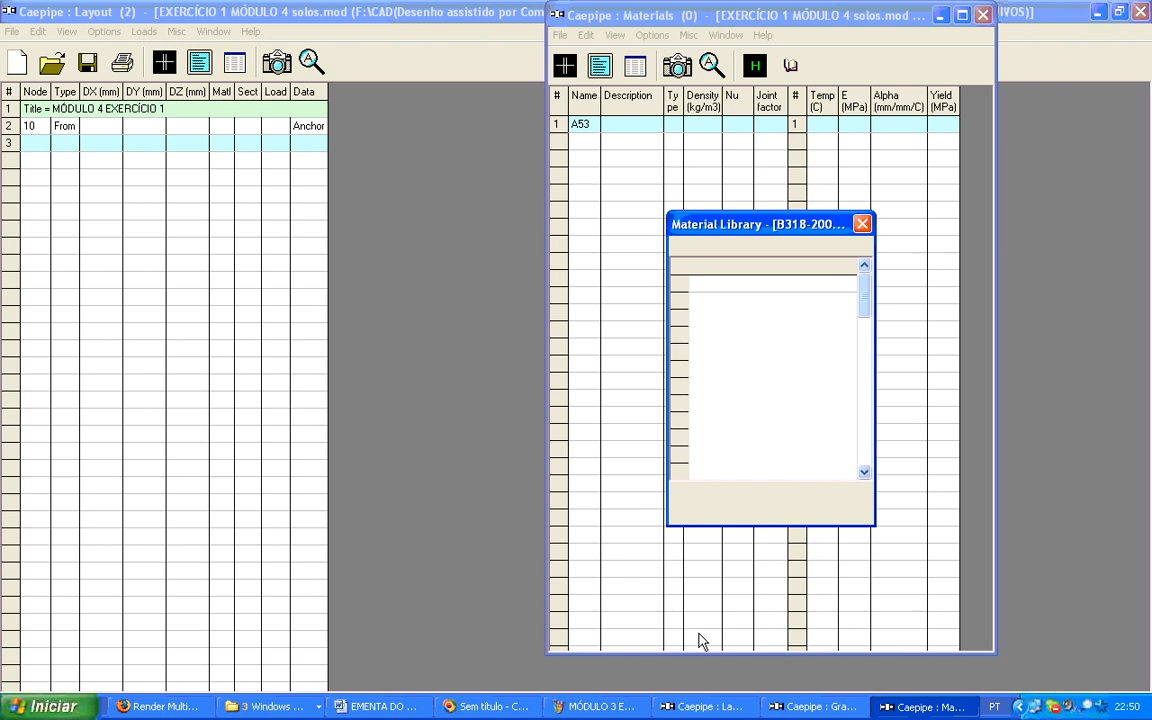 Caepipe : Layout (2) - [EXERCÍCIO 1 MÓDULO 4 solos.mod (F:\CAD(Desenho assistido por Com
IVOS)]
File Edit View Options Loads Misc Window Help
# Node Type DX (mm) DY (mm) DZ (mm) Matl Sect Load Data
1 Title = MÓDULO 4 EXERCÍCIO 1
2 10 From Anchor
3
Caepipe : Materials (0) - [EXERCÍCIO 1 MÓDULO 4 solos.mod ...
File Edit View Options Misc Window Help
H
# Name Description Ty pe Density (kg/m3) Nu Joint factor # Temp (C) E (MPa) Alpha (mm/mm/C) Yield (MPa)
1 A53 1
Material Library - [B318-200...
Iniciar
Render Multi...
3 Windows ...
EMENTA DO ...
Sem título - C...
MÓDULO 3 E...
Caepipe : La...
Caepipe : Gra...
Caepipe : Ma...
PT
22:50